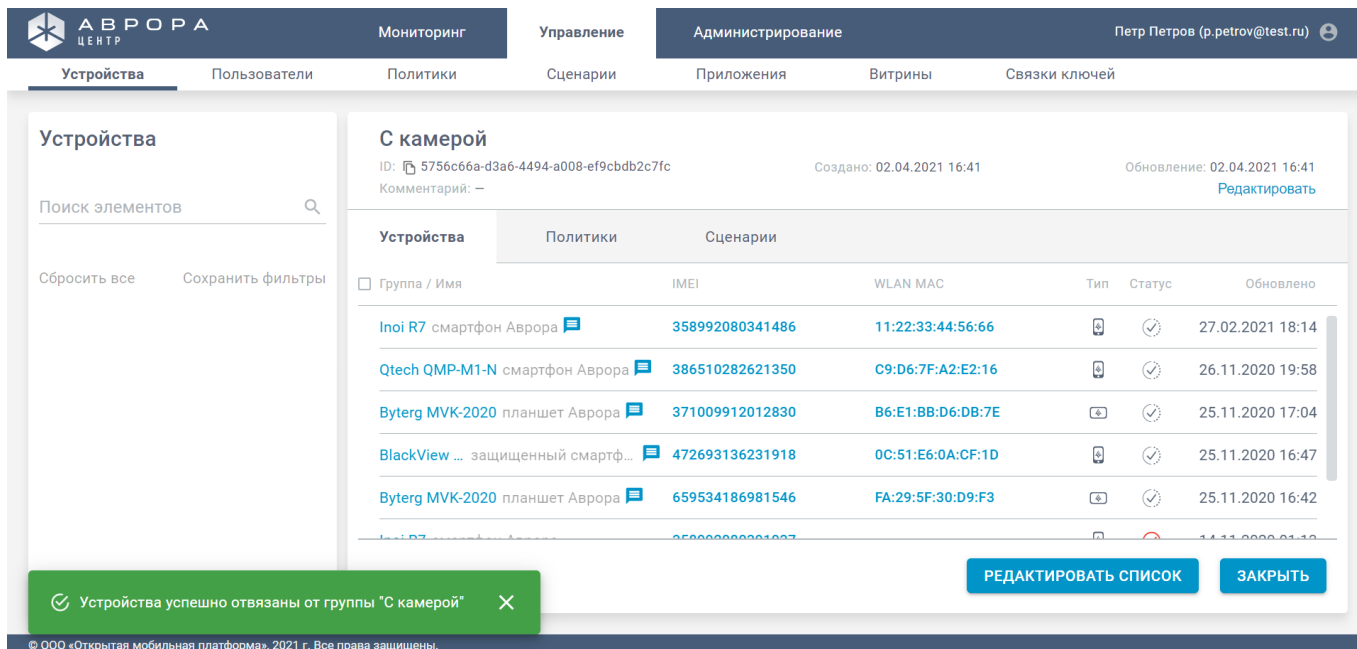 АВРОРА
ЦЕНТР
Мониторинг Управление Администрирование Петр Петров (p.petrov@test.ru)
Устройства Пользователи Политики Сценарии Приложения Витрины Связки ключей
Устройства
Поиск элементов
Сбросить все Сохранить фильтры
С камерой
ID: 5756c66a-d3a6-4494-a008-ef9cbdb2c7fc Создано: 02.04.2021 16:41 Обновление: 02.04.2021 16:41
Комментарий: — Редактировать
Устройства Политики Сценарии
Группа / Имя IMEI WLAN MAC Тип Статус Обновлено
Inoi R7 смартфон Аврора 358992080341486 11:22:33:44:56:66 27.02.2021 18:14
Qtech QMP-M1-N смартфон Аврора 386510282621350 C9:D6:7F:A2:E2:16 26.11.2020 19:58
Byterg MVK-2020 планшет Аврора 371009912012830 B6:E1:BB:D6:DB:7E 25.11.2020 17:04
BlackView ... защищенный смартф... 472693136231918 0C:51:E6:0A:CF:1D 25.11.2020 16:47
Byterg MVK-2020 планшет Аврора 659534186981546 FA:29:5F:30:D9:F3 25.11.2020 16:42
Inoi R7 смартфон Аврора
РЕДАКТИРОВАТЬ СПИСОК ЗАКРЫТЬ
Устройства успешно отвязаны от группы "С камерой"
© ООО «Открытая мобильная платформа», 2021 г. Все права защищены.